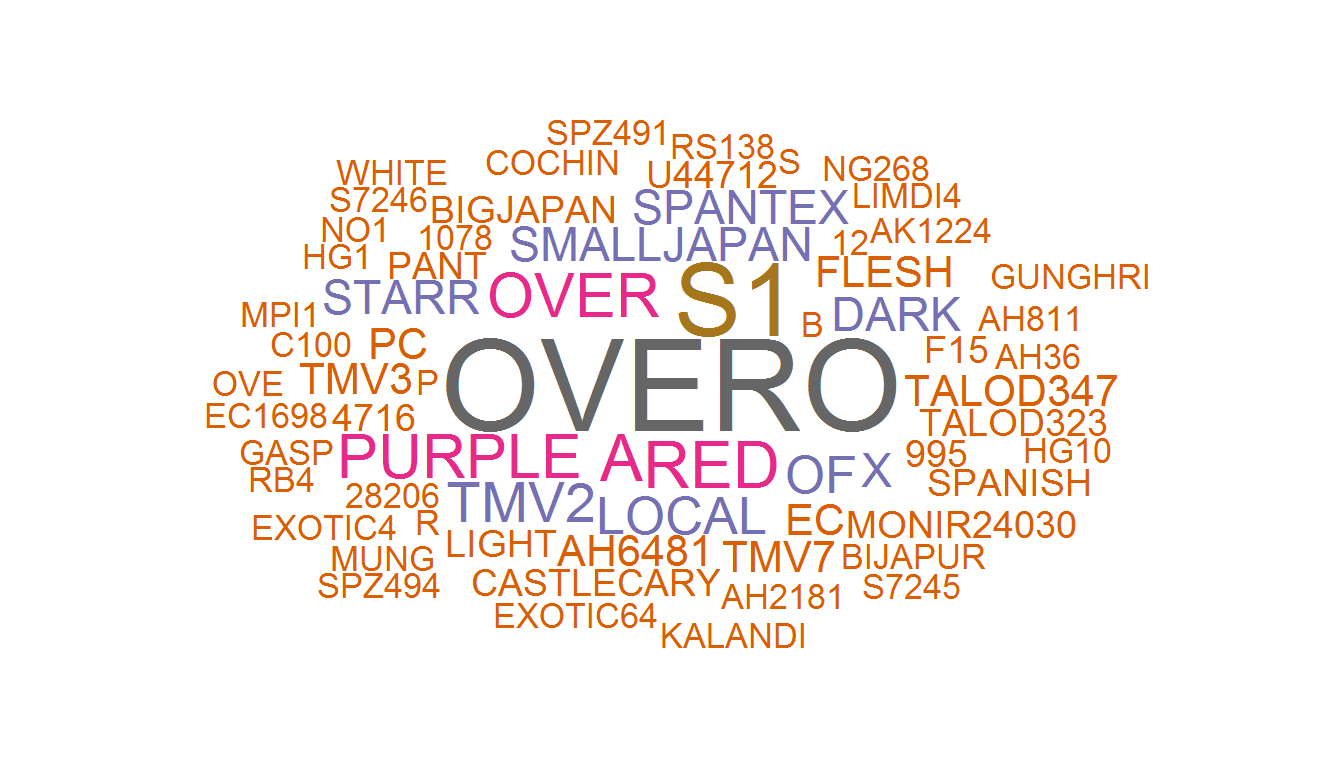 SPZ491
RS138
WHITE
COCHIN
U44712
S
NG268
S7246
BIGJAPAN
SPANTEX
LIMDI4
NO1
1078
SMALLJAPAN
12
AK1224
HG1
PANT
FLESH
GUNGHRI
STARR
OVER
S1
MPI1
B
DARK
AH811
C100
PC
F15
AH36
OVE
TMV3
P
OVERO
TALOD347
EC1698
4716
TALOD323
GASP
PURPLE
A
RED
995
HG10
RB4
OF
X
SPANISH
28206
TMV2
LOCAL
EXOTIC4
R
EC
MONIR24030
MUNG
LIGHT
AH6481
TMV7
BIJAPUR
SPZ494
CASTLECARY
AH2181
S7245
EXOTIC64
KALANDI